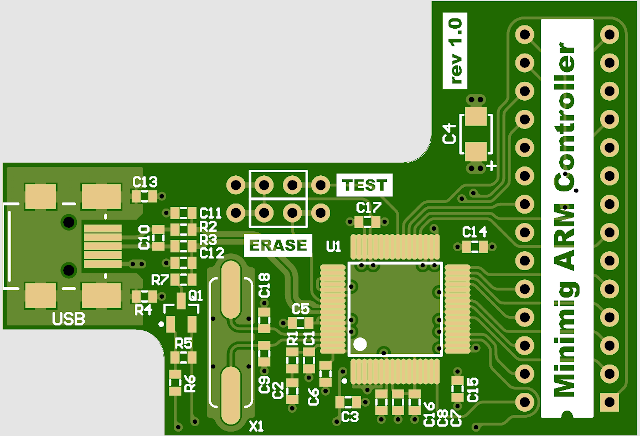 rev 1.0
Minimig ARM Controller
C4
+
C13
TEST
C11
R2
R3
C12
C10
C17
ERASE
U1
C14
R7
Q1
C18
R4
USB
C5
R5
R1
C1
R6
C9
C2
C6
C3
C15
C16
C8
C7
X1